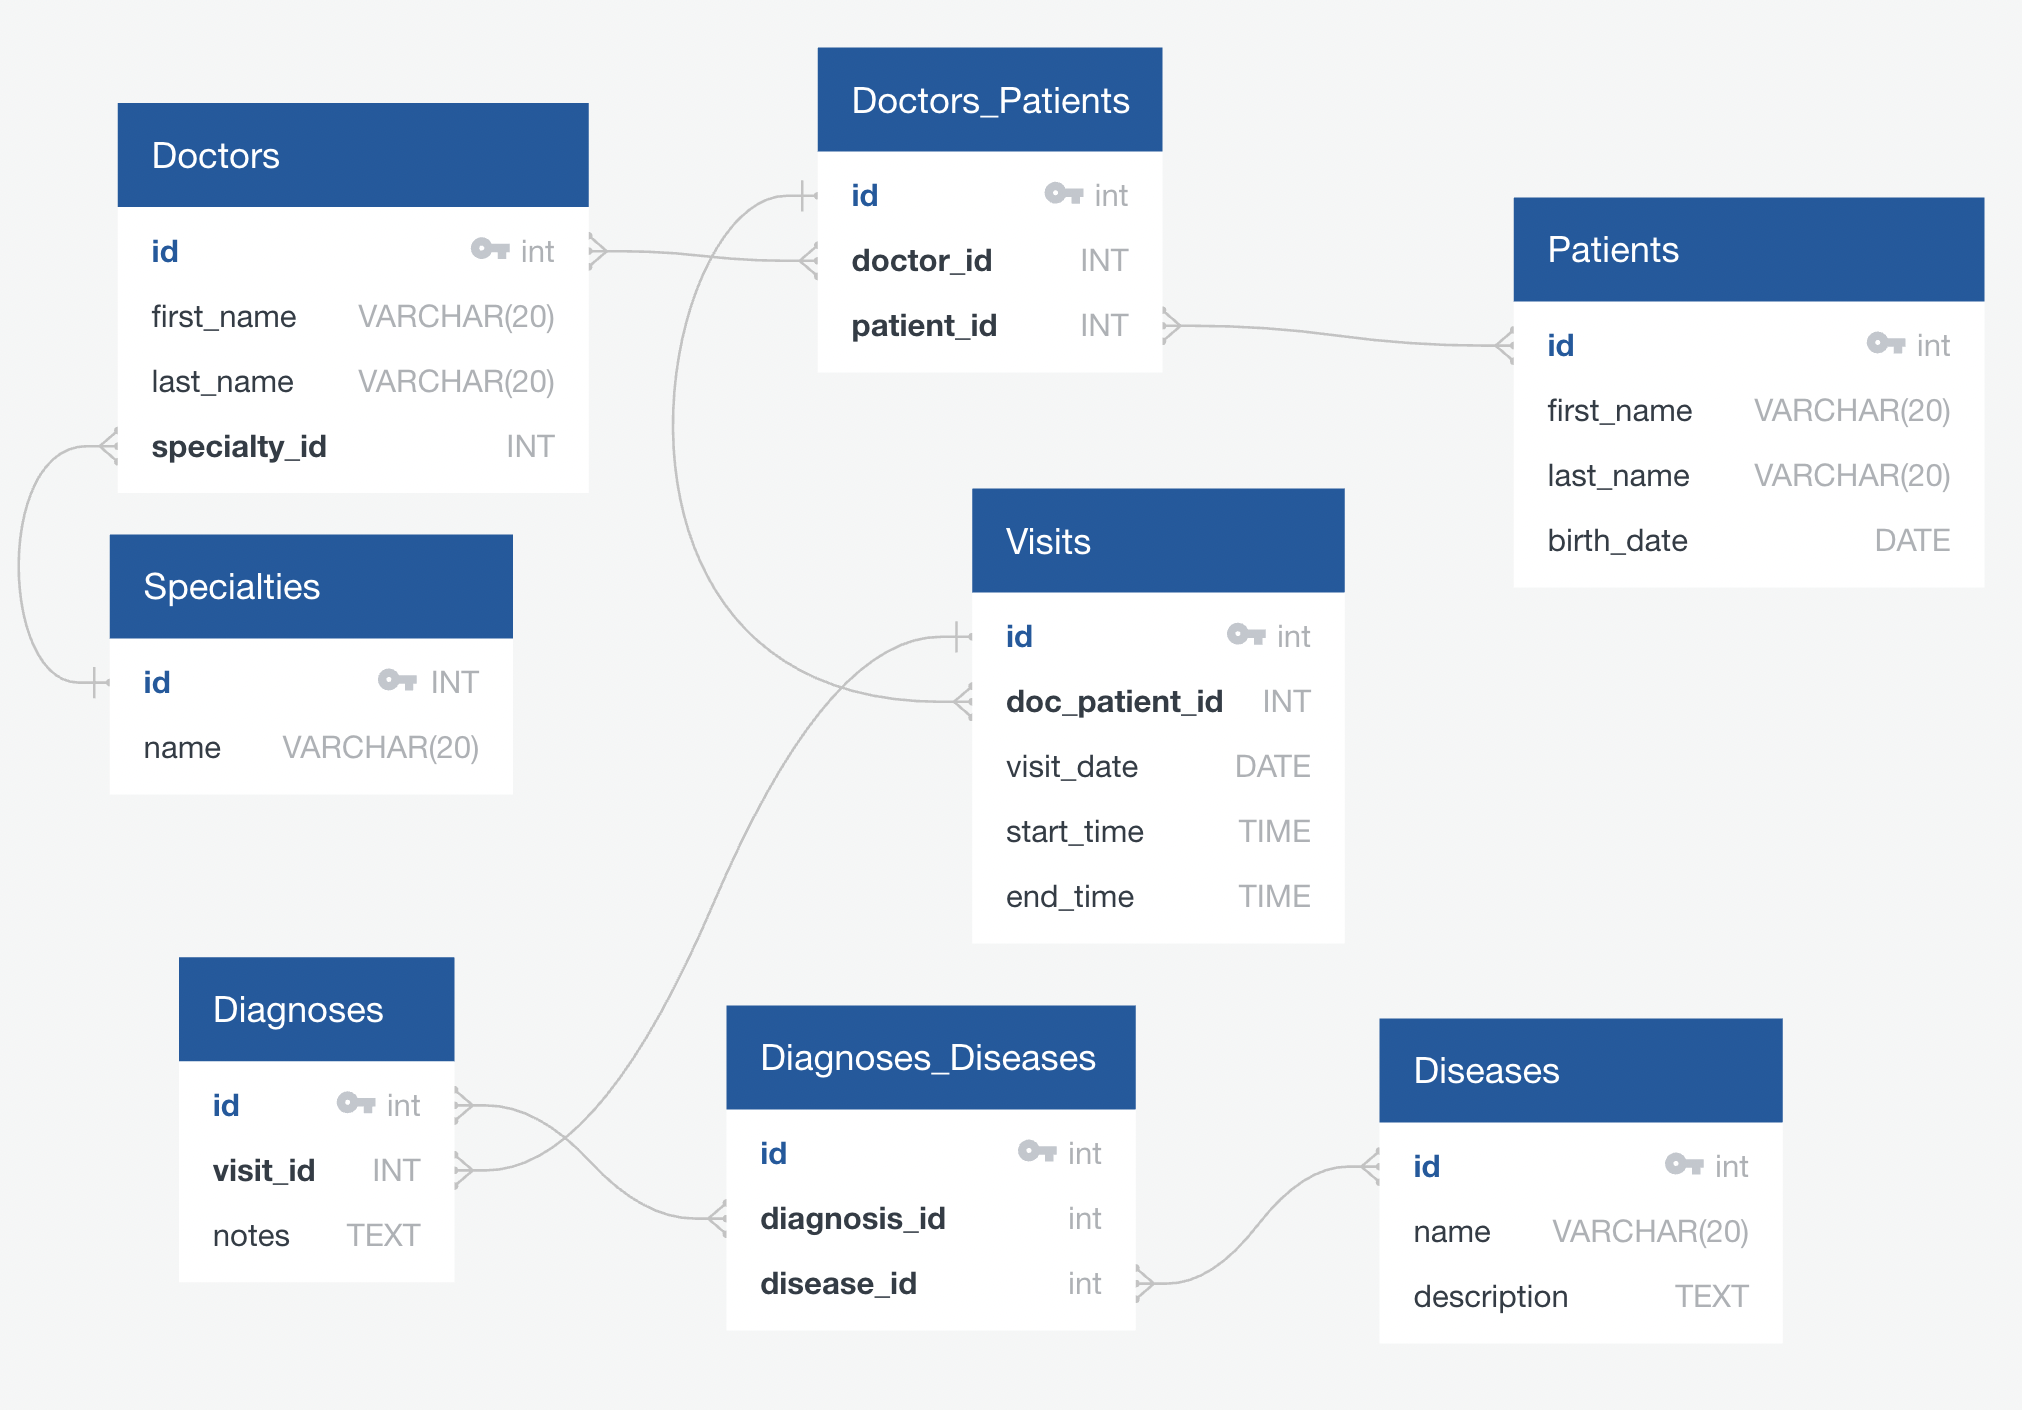 Doctors
id int
first_name VARCHAR(20)
last_name VARCHAR(20)
specialty_id INT
Doctors_Patients
id int
doctor_id INT
patient_id INT
Patients
id int
first_name VARCHAR(20)
last_name VARCHAR(20)
birth_date DATE
Specialties
id INT
name VARCHAR(20)
Visits
id int
doc_patient_id INT
visit_date DATE
start_time TIME
end_time TIME
Diagnoses
id int
visit_id INT
notes TEXT
Diagnoses_Diseases
id int
diagnosis_id int
disease_id int
Diseases
id int
name VARCHAR(20)
description TEXT